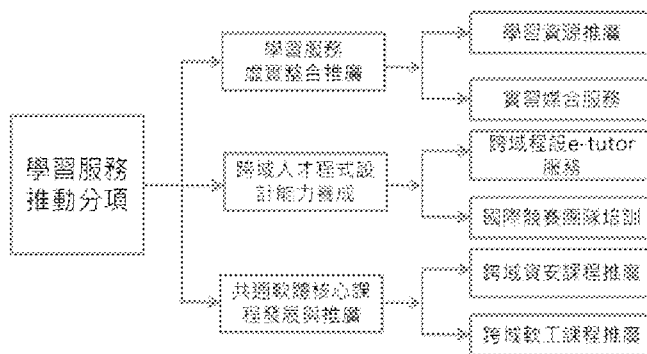 學習服務
推動分項
學習服務
虛實整合推廣
學習資源推廣
實習媒合服務
跨域人才程式設
計能力養成
跨域程設e-tutor
服務
國際競賽團隊培訓
共通軟體核心課
程發展與推廣
跨域資安課程推廣
跨域軟工課程推廣